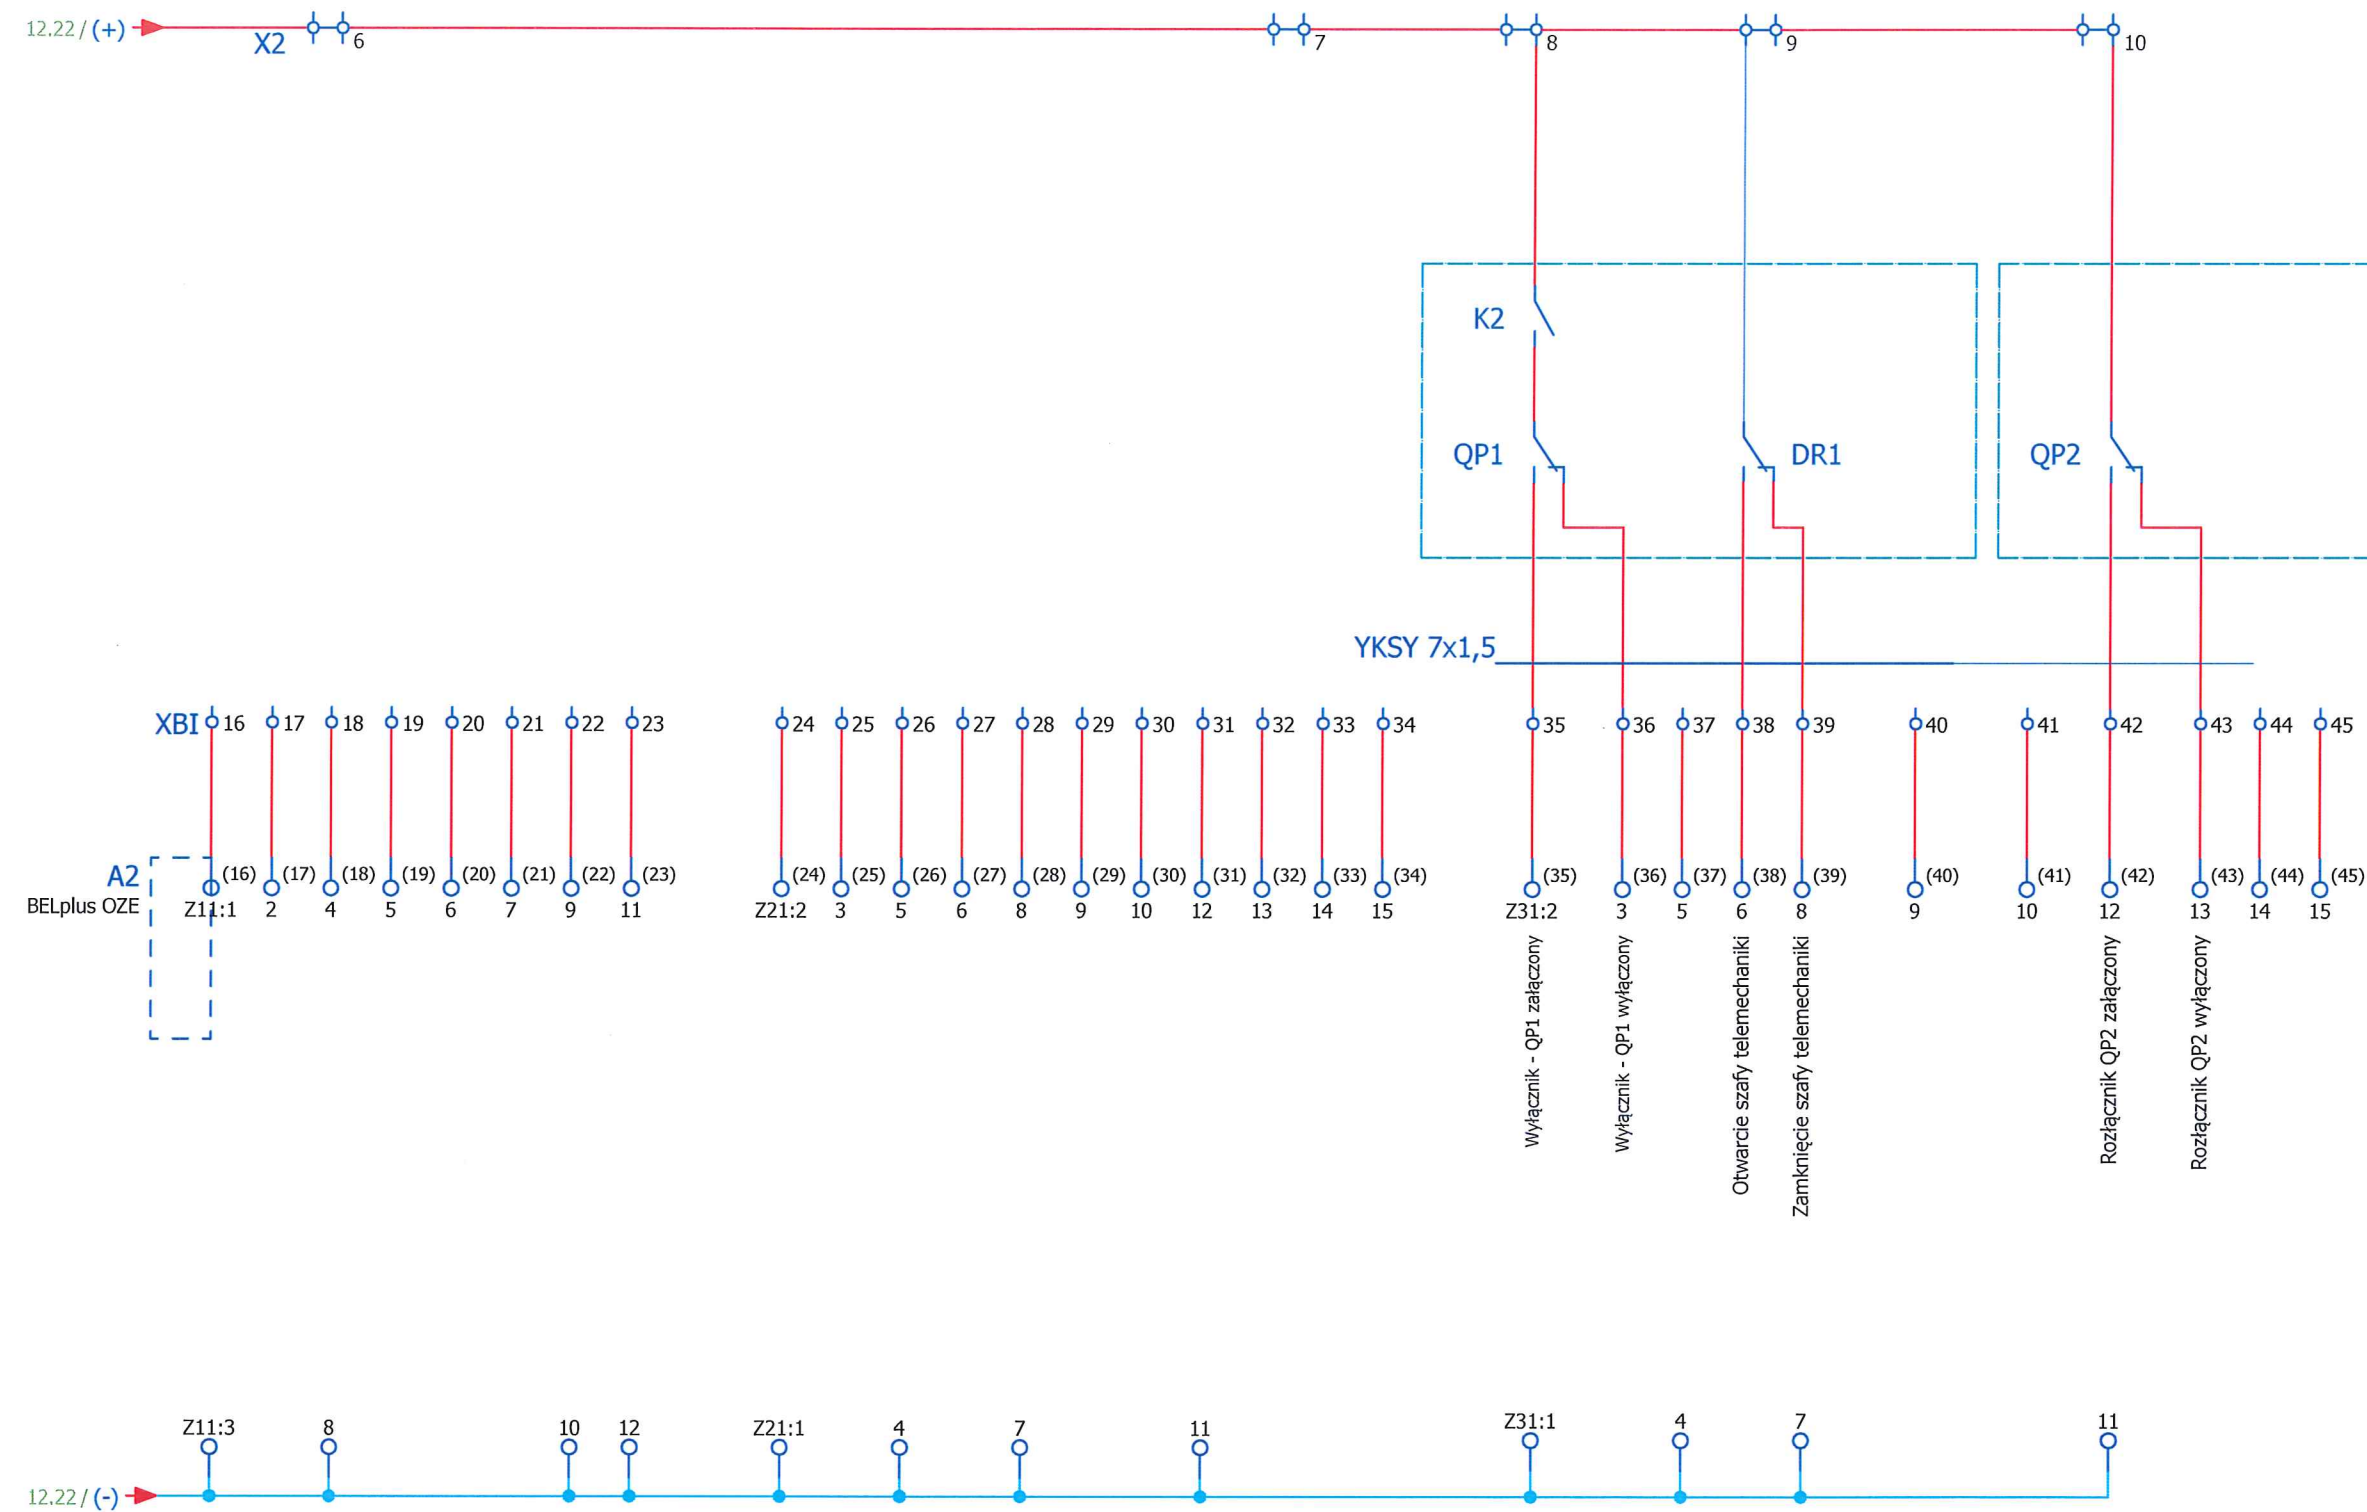 12.22 / (+)
X2
6
7
8
9
10
K2
QP1
DR1
QP2
YKSY 7x1,5
XBI 16 17 18 19 20 21 22 23 24 25 26 27 28 29 30 31 32 33 34 35 36 37 38 39 40 41 42 43 44 45
A2 (16) (17) (18) (19) (20) (21) (22) (23) (24) (25) (26) (27) (28) (29) (30) (31) (32) (33) (34) (35) (36) (37) (38) (39) (40) (41) (42) (43) (44) (45)
BELplus OZE Z11:1 2 4 5 6 7 9 11 Z21:2 3 5 6 8 9 10 12 13 14 15 Z31:2 3 5 6 8 9 10 12 13 14 15
Wyłącznik - QP1 załączony
Wyłącznik - QP1 wyłączony
Otwarcie szafy telemechaniki
Zamknięcie szafy telemechaniki
Rozłącznik QP2 załączony
Rozłącznik QP2 wyłączony
Z11:3 8 10 12 Z21:1 4 7 11 Z31:1 4 7 11
12.22 / (-)